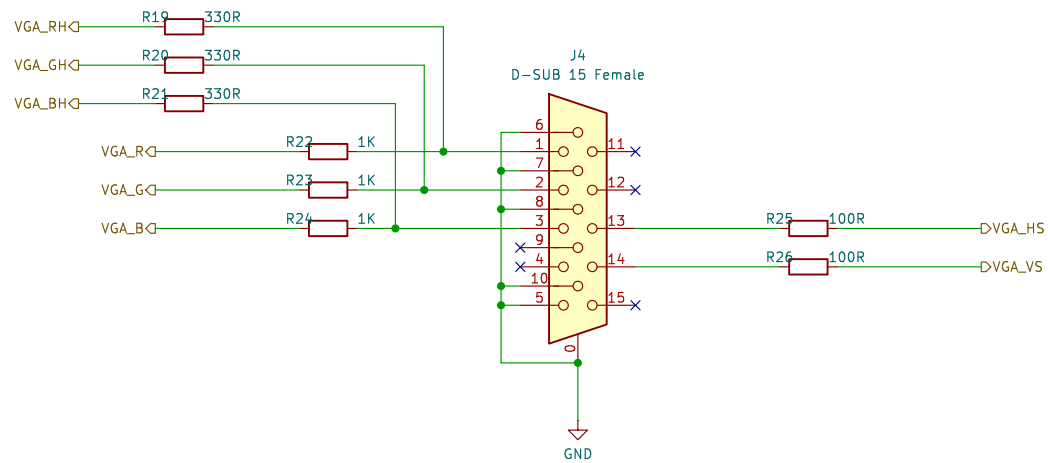 R19 330R
VGA_RH
J4
R20 330R
VGA_GH
D-SUB 15 Female
R21 330R
VGA_BH
6
R22 1K
VGA_R
1
11
7
R23 1K
VGA_G
2
12
8
R24 1K
VGA_B
3
13
R25 100R
VGA_HS
9
4
14
R26 100R
VGA_VS
10
5
15
0
GND